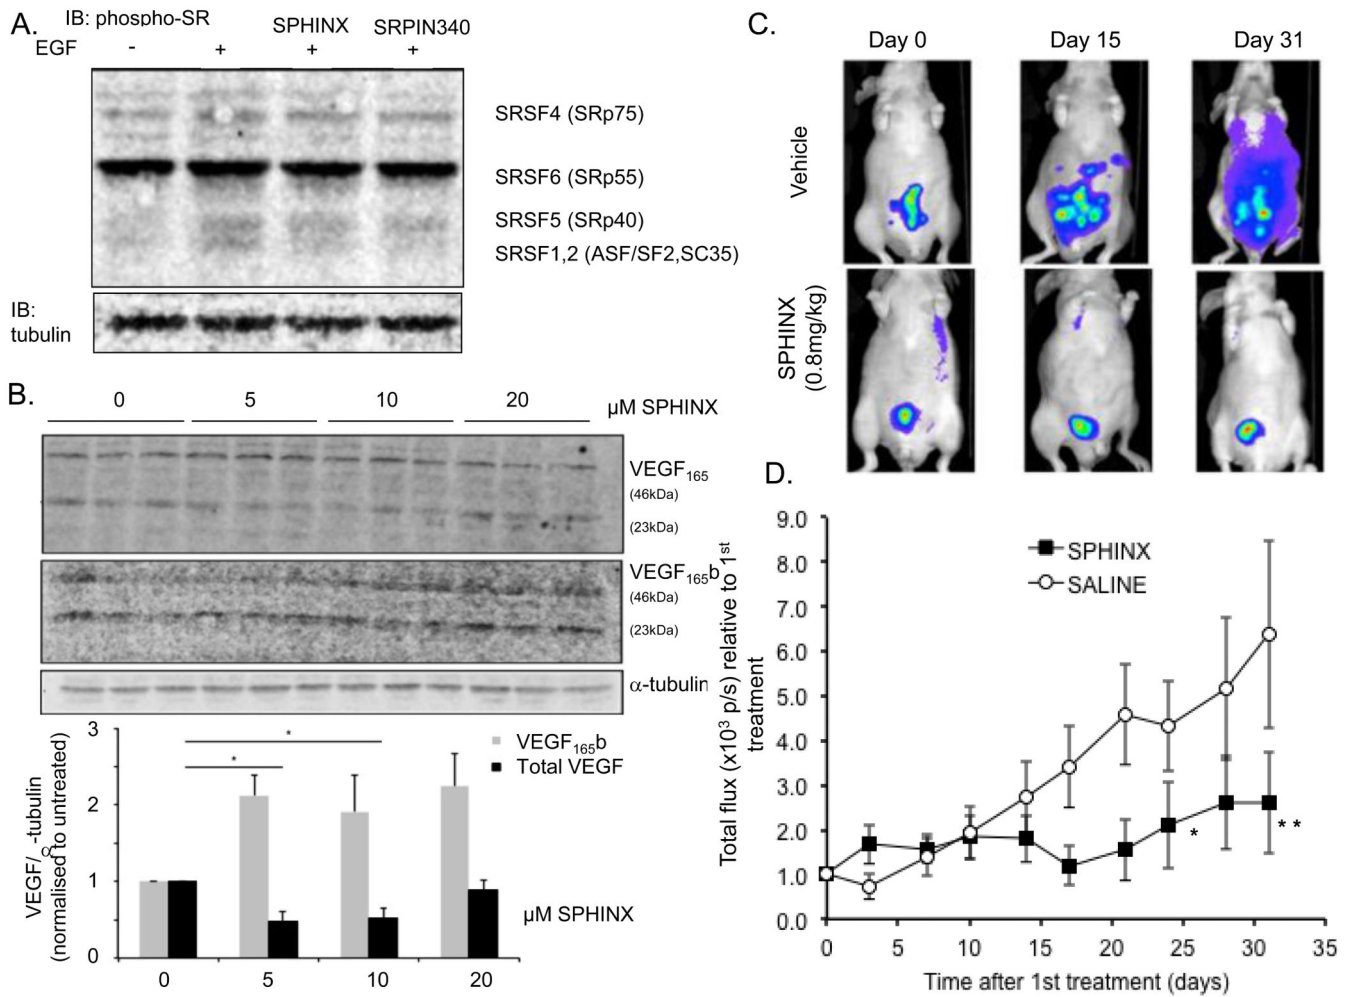 A.
IB: phospho-SR
SPHINX
SRPIN340
EGF - + + +
SRSF4 (SRp75)
SRSF6 (SRp55)
SRSF5 (SRp40)
SRSF1,2 (ASF/SF2,SC35)
IB:
tubulin
B.
0 5 10 20 µM SPHINX
VEGF165
(46kDa)
(23kDa)
VEGF165b
(46kDa)
(23kDa)
α-tubulin
3
2
1
0
VEGF/α-tubulin
(normalised to untreated)
*
*
VEGF165b
Total VEGF
µM SPHINX
0 5 10 20
C.
Day 0 Day 15 Day 31
Vehicle
SPHINX
(0.8mg/kg)
D.
9.0
8.0
7.0
6.0
5.0
4.0
3.0
2.0
1.0
0.0
Total flux (x10³ p/s) relative to 1st
treatment
SPHINX
SALINE
*
* *
0 5 10 15 20 25 30 35
Time after 1st treatment (days)